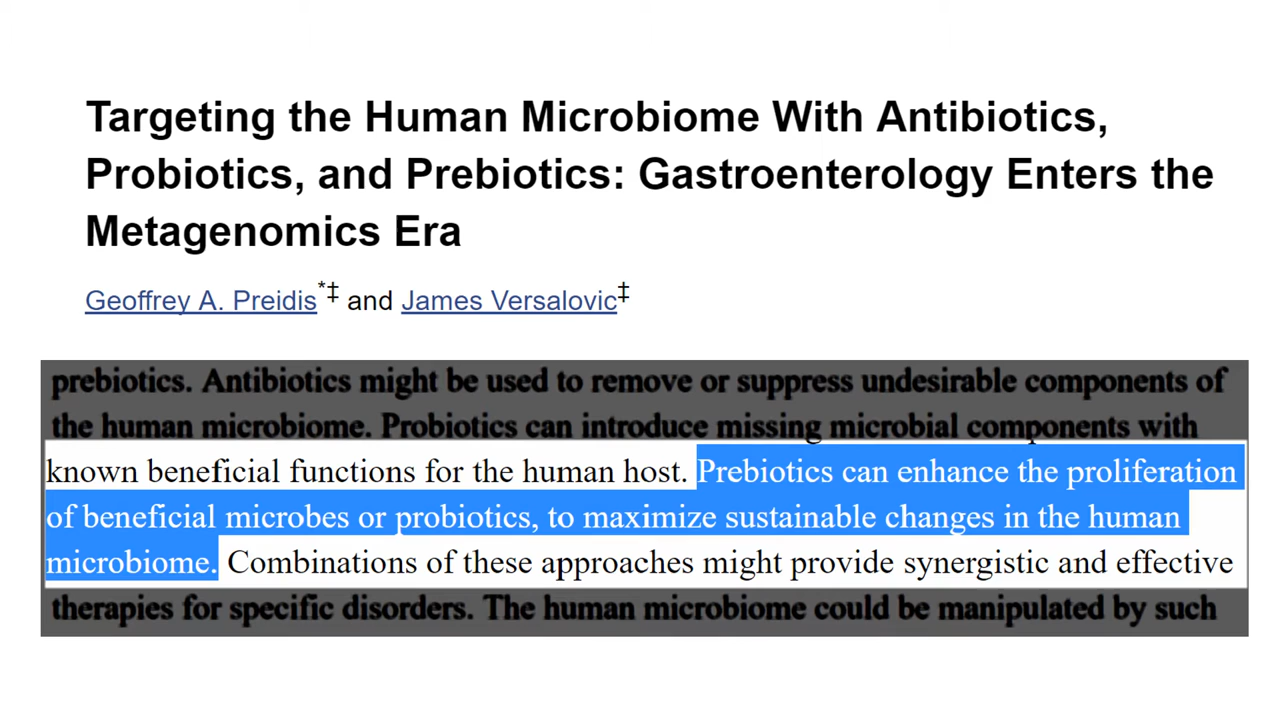 Targeting the Human Microbiome With Antibiotics,
Probiotics, and Prebiotics: Gastroenterology Enters the
Metagenomics Era
Geoffrey A. Preidis*‡ and James Versalovic‡
prebiotics. Antibiotics might be used to remove or suppress undesirable components of
the human microbiome. Probiotics can introduce missing microbial components with
known beneficial functions for the human host. Prebiotics can enhance the proliferation
of beneficial microbes or probiotics, to maximize sustainable changes in the human
microbiome. Combinations of these approaches might provide synergistic and effective
therapies for specific disorders. The human microbiome could be manipulated by such